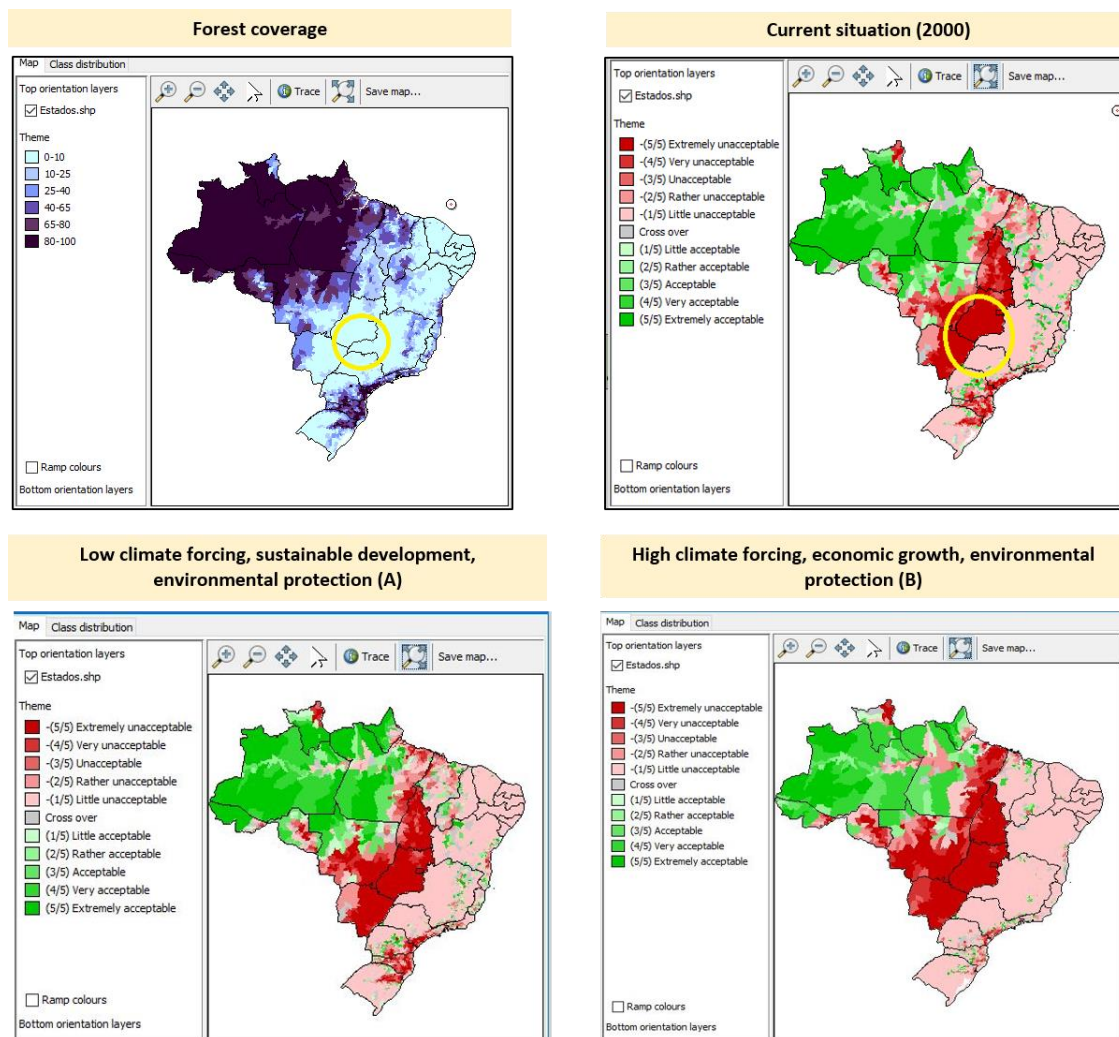 Forest coverage
Map Class distribution
Top orientation layers
Estados.shp
Theme
0-10
10-25
25-40
40-65
65-80
80-100
Ramp colours
Bottom orientation layers
Trace
Save map...
Current situation (2000)
Top orientation layers
Estados.shp
Theme
-(5/5) Extremely unacceptable
-(4/5) Very unacceptable
-(3/5) Unacceptable
-(2/5) Rather unacceptable
-(1/5) Little unacceptable
Cross over
(1/5) Little acceptable
(2/5) Rather acceptable
(3/5) Acceptable
(4/5) Very acceptable
(5/5) Extremely acceptable
Ramp colours
Bottom orientation layers
Trace
Save map...
Low climate forcing, sustainable development,
environmental protection (A)
Map Class distribution
Top orientation layers
Estados.shp
Theme
-(5/5) Extremely unacceptable
-(4/5) Very unacceptable
-(3/5) Unacceptable
-(2/5) Rather unacceptable
-(1/5) Little unacceptable
Cross over
(1/5) Little acceptable
(2/5) Rather acceptable
(3/5) Acceptable
(4/5) Very acceptable
(5/5) Extremely acceptable
Ramp colours
Bottom orientation layers
Trace
Save map...
High climate forcing, economic growth, environmental
protection (B)
Map Class distribution
Top orientation layers
Estados.shp
Theme
-(5/5) Extremely unacceptable
-(4/5) Very unacceptable
-(3/5) Unacceptable
-(2/5) Rather unacceptable
-(1/5) Little unacceptable
Cross over
(1/5) Little acceptable
(2/5) Rather acceptable
(3/5) Acceptable
(4/5) Very acceptable
(5/5) Extremely acceptable
Ramp colours
Bottom orientation layers
Trace
Save map...